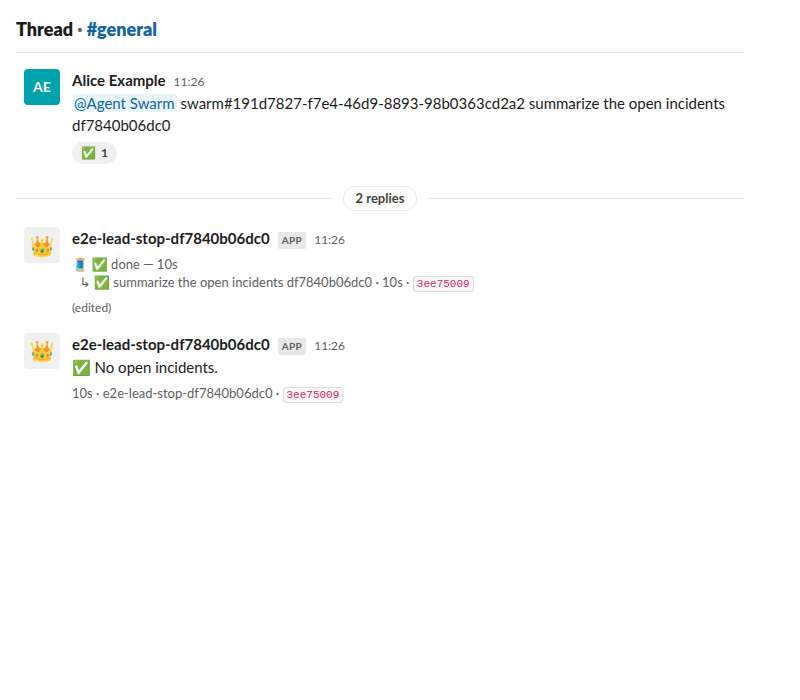 Thread • #general
AE
Alice Example 11:26
@Agent Swarm swarm#191d7827-f7e4-46d9-8893-98b0363cd2a2 summarize the open incidents
df7840b06dc0
✅ 1
2 replies
e2e-lead-stop-df7840b06dc0 APP 11:26
🧵 ✅ done — 10s
↳ ✅ summarize the open incidents df7840b06dc0 · 10s · 3ee75009
(edited)
e2e-lead-stop-df7840b06dc0 APP 11:26
✅ No open incidents.
10s · e2e-lead-stop-df7840b06dc0 · 3ee75009